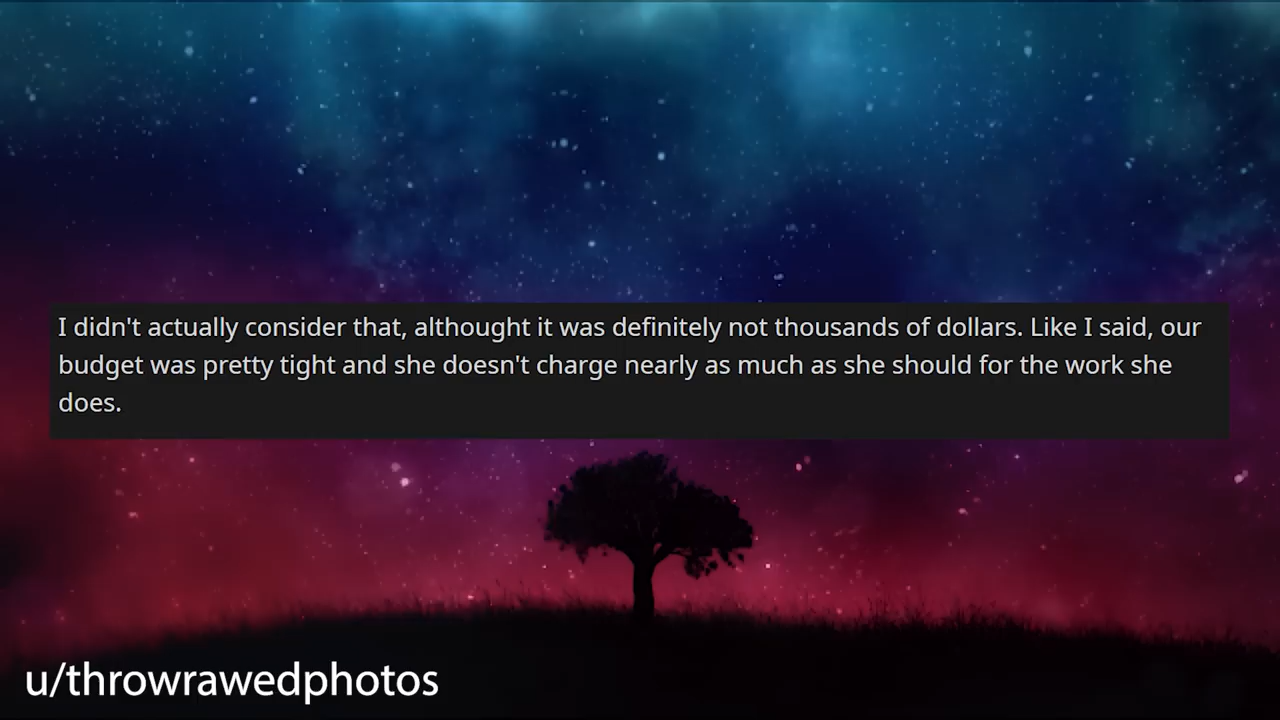 I didn't actually consider that, althought it was definitely not thousands of dollars. Like I said, our
budget was pretty tight and she doesn't charge nearly as much as she should for the work she
does.
u/throwrawedphotos